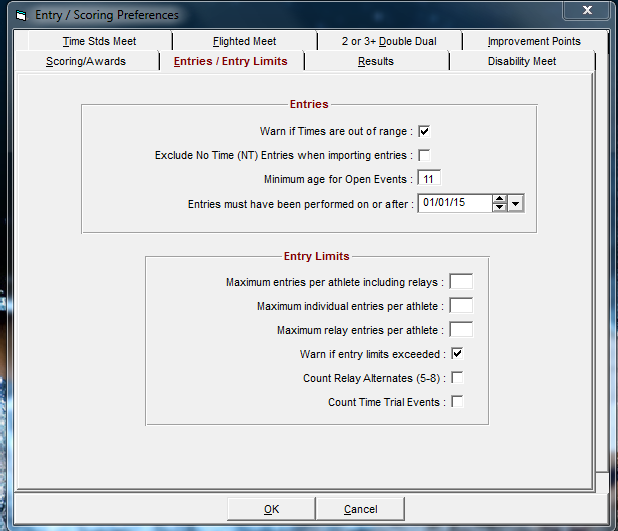 Entry / Scoring Preferences
Time Stds Meet
Flighted Meet
2 or 3+ Double Dual
Improvement Points
Scoring/Awards
Entries / Entry Limits
Results
Disability Meet
Entries
Warn if Times are out of range :
Exclude No Time (NT) Entries when importing entries :
Minimum age for Open Events : 11
Entries must have been performed on or after : 01/01/15
Entry Limits
Maximum entries per athlete including relays :
Maximum individual entries per athlete :
Maximum relay entries per athlete :
Warn if entry limits exceeded :
Count Relay Alternates (5-8) :
Count Time Trial Events :
OK
Cancel